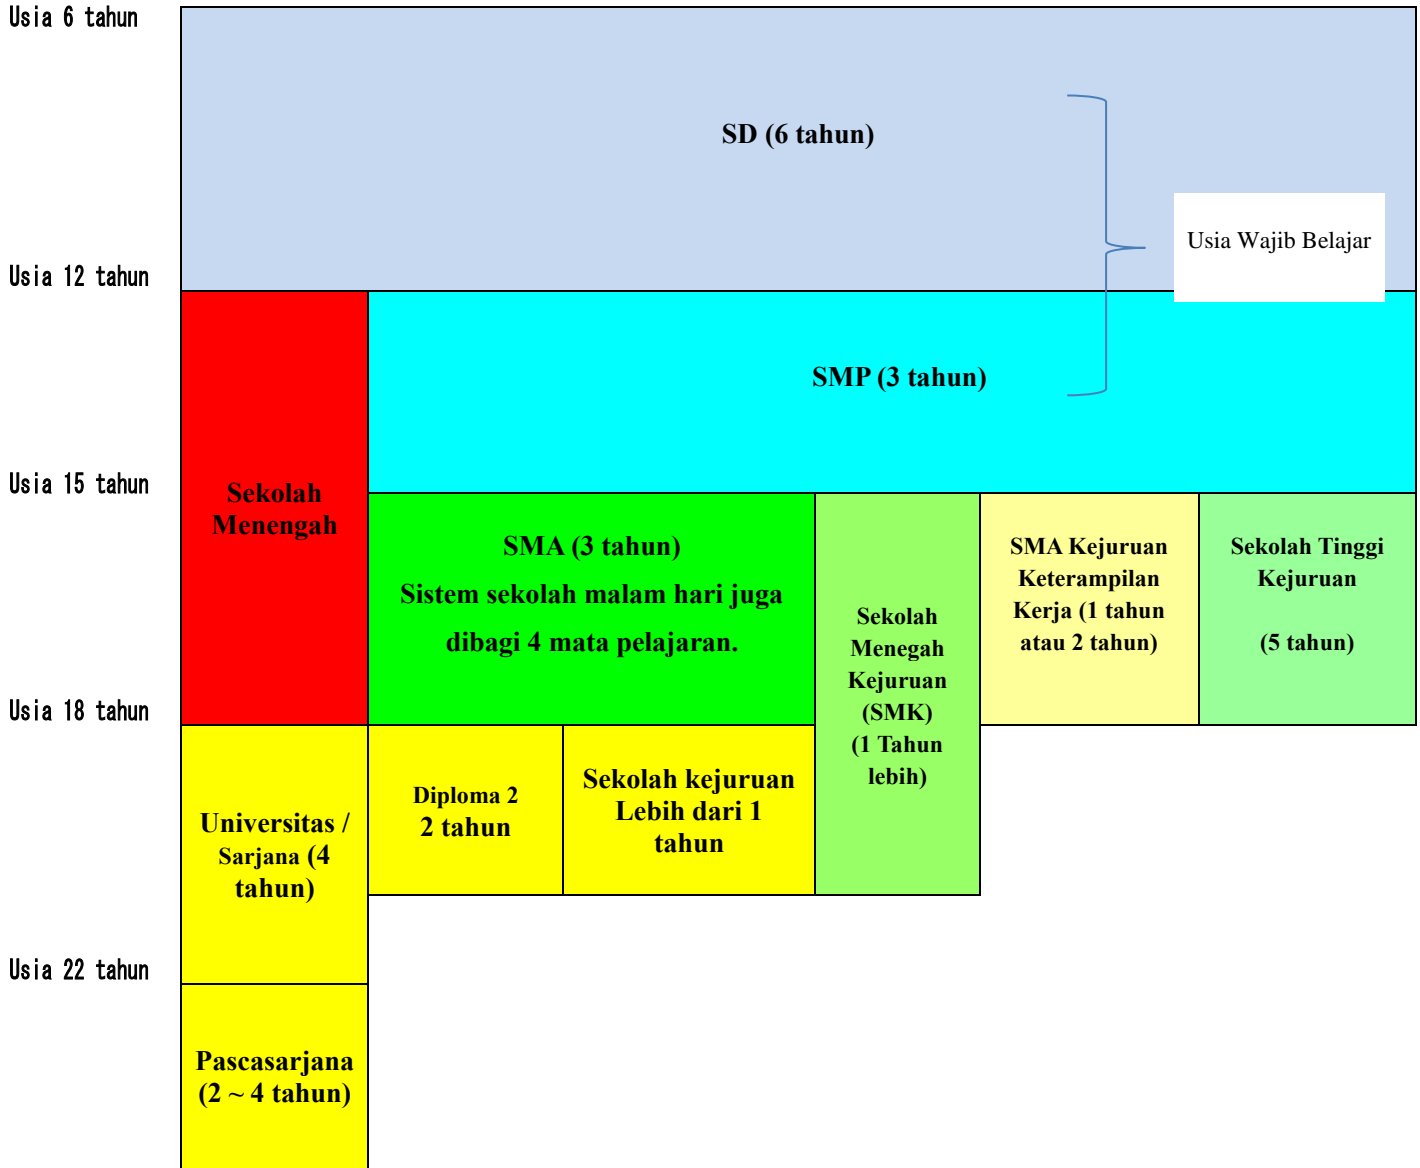 Usia 6 tahun
SD (6 tahun)
Usia Wajib Belajar
Usia 12 tahun
SMP (3 tahun)
Usia 15 tahun
Sekolah
Menengah
SMA (3 tahun)
Sistem sekolah malam hari juga
dibagi 4 mata pelajaran.
Sekolah
Menegah
Kejuruan
(SMK)
(1 Tahun
lebih)
SMA Kejuruan
Keterampilan
Kerja (1 tahun
atau 2 tahun)
Sekolah Tinggi
Kejuruan
(5 tahun)
Usia 18 tahun
Universitas /
Sarjana (4
tahun)
Diploma 2
2 tahun
Sekolah kejuruan
Lebih dari 1
tahun
Usia 22 tahun
Pascasarjana
(2 ~ 4 tahun)